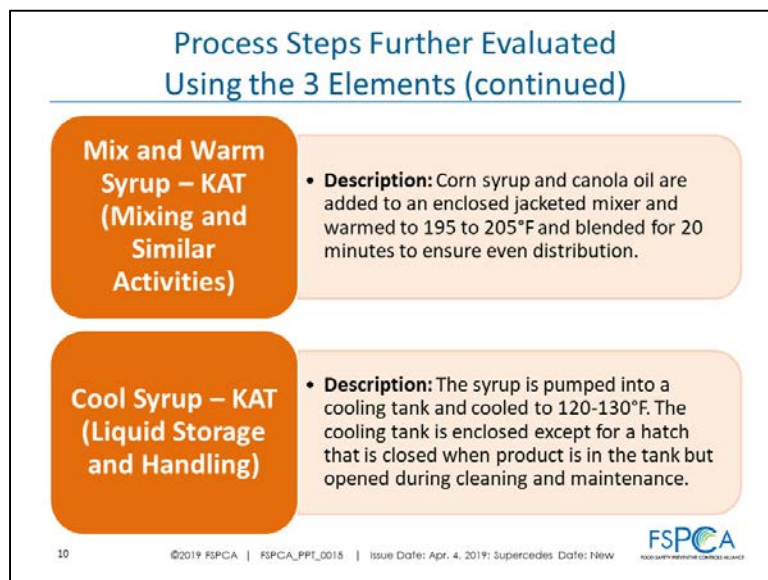 Process Steps Further Evaluated
Using the 3 Elements (continued)
Mix and Warm
Syrup – KAT
(Mixing and
Similar
Activities)
• Description: Corn syrup and canola oil are
added to an enclosed jacketed mixer and
warmed to 195 to 205°F and blended for 20
minutes to ensure even distribution.
Cool Syrup – KAT
(Liquid Storage
and Handling)
• Description: The syrup is pumped into a
cooling tank and cooled to 120-130°F. The
cooling tank is enclosed except for a hatch
that is closed when product is in the tank but
opened during cleaning and maintenance.
10
©2019 FSPCA | FSPCA_PPT_0015 | Issue Date: Apr. 4, 2019: Supercedes Date: New
FSPCA
FOOD SAFETY PREVENTIVE CONTROLS ALLIANCE